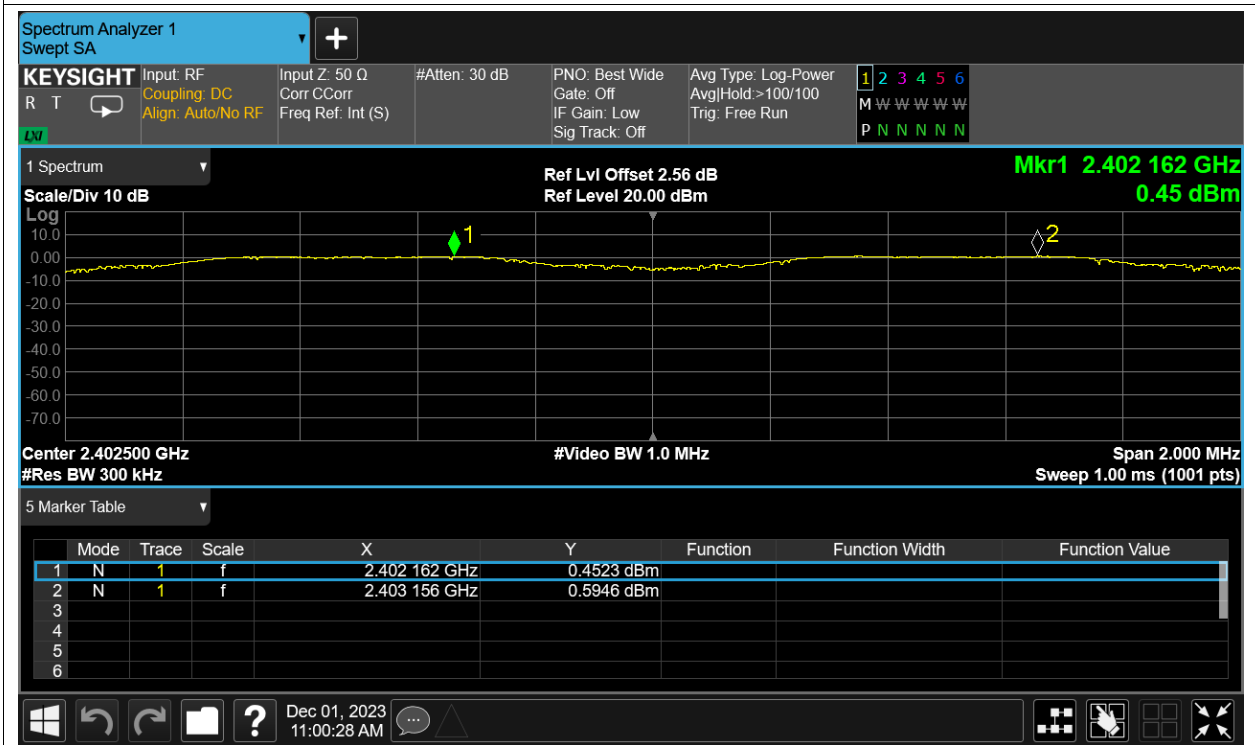 Spectrum Analyzer 1
Swept SA
KEYSIGHT Input: RF Input Z: 50 Ω #Atten: 30 dB PNO: Best Wide Avg Type: Log-Power 1 2 3 4 5 6
R T Coupling: DC Corr CCorr Gate: Off Avg|Hold:>100/100 M W W W W W
Align: Auto/No RF Freq Ref: Int (S) IF Gain: Low Trig: Free Run
LXI Sig Track: Off P N N N N N
1 Spectrum Ref Lvl Offset 2.56 dB Mkr1 2.402 162 GHz
Scale/Div 10 dB Ref Level 20.00 dBm 0.45 dBm
Log
10.0
1 2
0.00
-10.0
-20.0
-30.0
-40.0
-50.0
-60.0
-70.0
Center 2.402500 GHz #Video BW 1.0 MHz Span 2.000 MHz
#Res BW 300 kHz Sweep 1.00 ms (1001 pts)
5 Marker Table
Mode Trace Scale X Y Function Function Width Function Value
1 N 1 f 2.402 162 GHz 0.4523 dBm
2 N 1 f 2.403 156 GHz 0.5946 dBm
3
4
5
6
Dec 01, 2023
11:00:28 AM